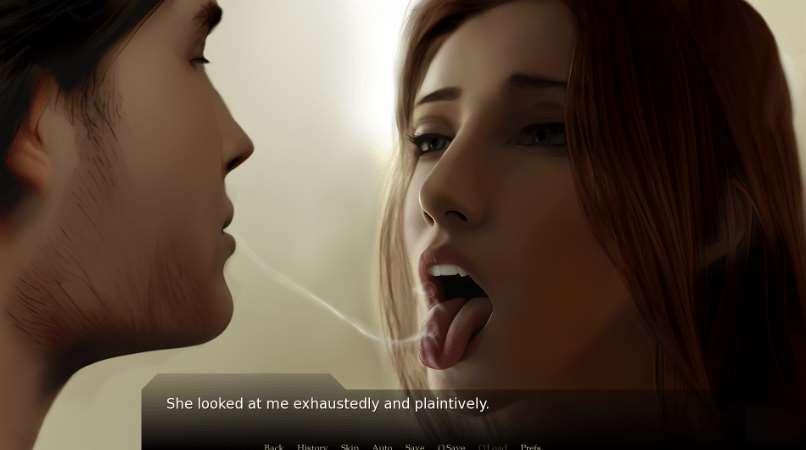 She looked at me exhaustedly and plaintively.
Back History Skip Auto Save Q.Save Q.Load Prefs